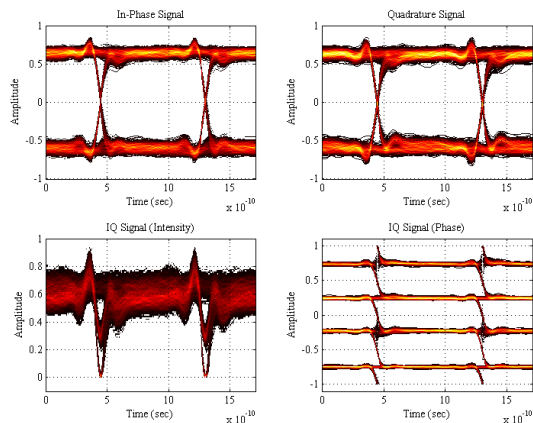 In-Phase Signal
Amplitude
1
0.5
0
-0.5
-1
0
5
10
15
Time (sec)
x 10^-10
Quadrature Signal
Amplitude
1
0.5
0
-0.5
-1
0
5
10
15
Time (sec)
x 10^-10
IQ Signal (Intensity)
Amplitude
1
0.8
0.6
0.4
0.2
0
0
5
10
15
Time (sec)
x 10^-10
IQ Signal (Phase)
Amplitude
1
0.5
0
-0.5
-1
0
5
10
15
Time (sec)
x 10^-10